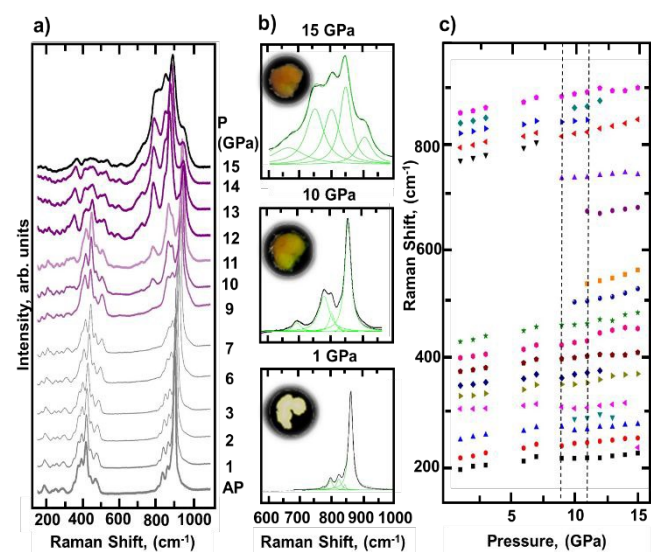 a)
P
(GPa)
15
14
13
12
11
10
9
7
6
3
2
1
AP
Intensity, arb. units
200 400 600 800 1000
Raman Shift, (cm-1)
b)
15 GPa
10 GPa
1 GPa
600 700 800 900 1000
Raman Shift, (cm-1)
c)
800
600
400
200
Raman Shift, (cm-1)
5 10 15
Pressure, (GPa)